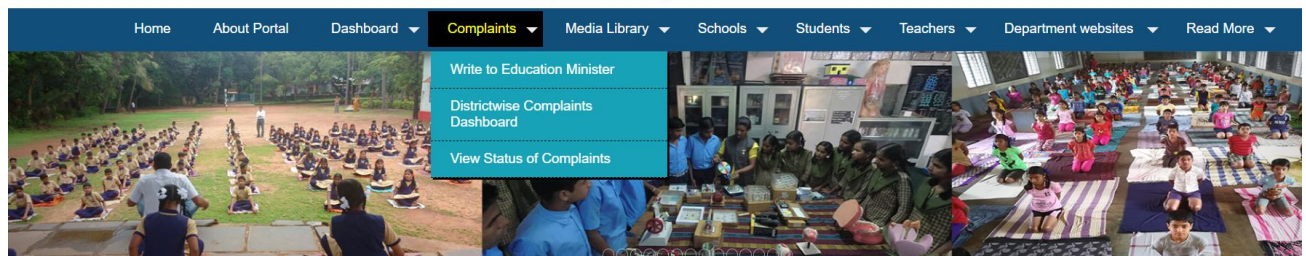 Home About Portal Dashboard Complaints Media Library Schools Students Teachers Department websites Read More
Write to Education Minister
Districtwise Complaints
Dashboard
View Status of Complaints